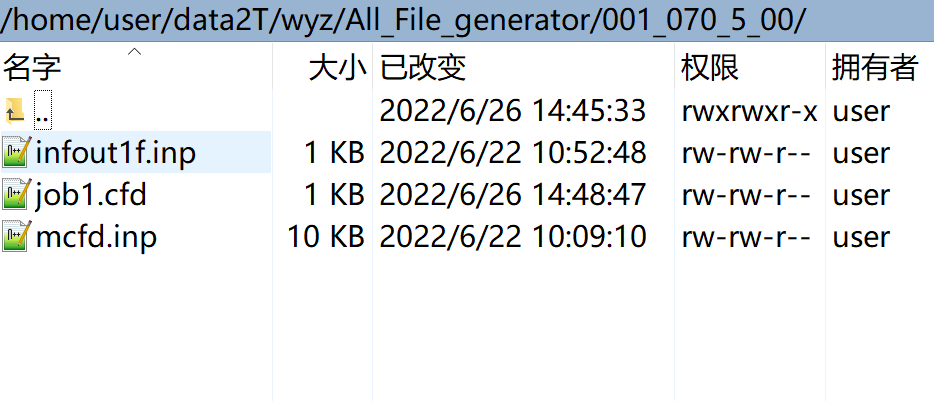 /home/user/data2T/wyz/All_File_generator/001_070_5_00/
名字 大小 已改变 权限 拥有者
.. 2022/6/26 14:45:33 rwxrwxr-x user
infout1f.inp 1 KB 2022/6/22 10:52:48 rw-rw-r-- user
job1.cfd 1 KB 2022/6/26 14:48:47 rw-rw-r-- user
mcfd.inp 10 KB 2022/6/22 10:09:10 rw-rw-r-- user